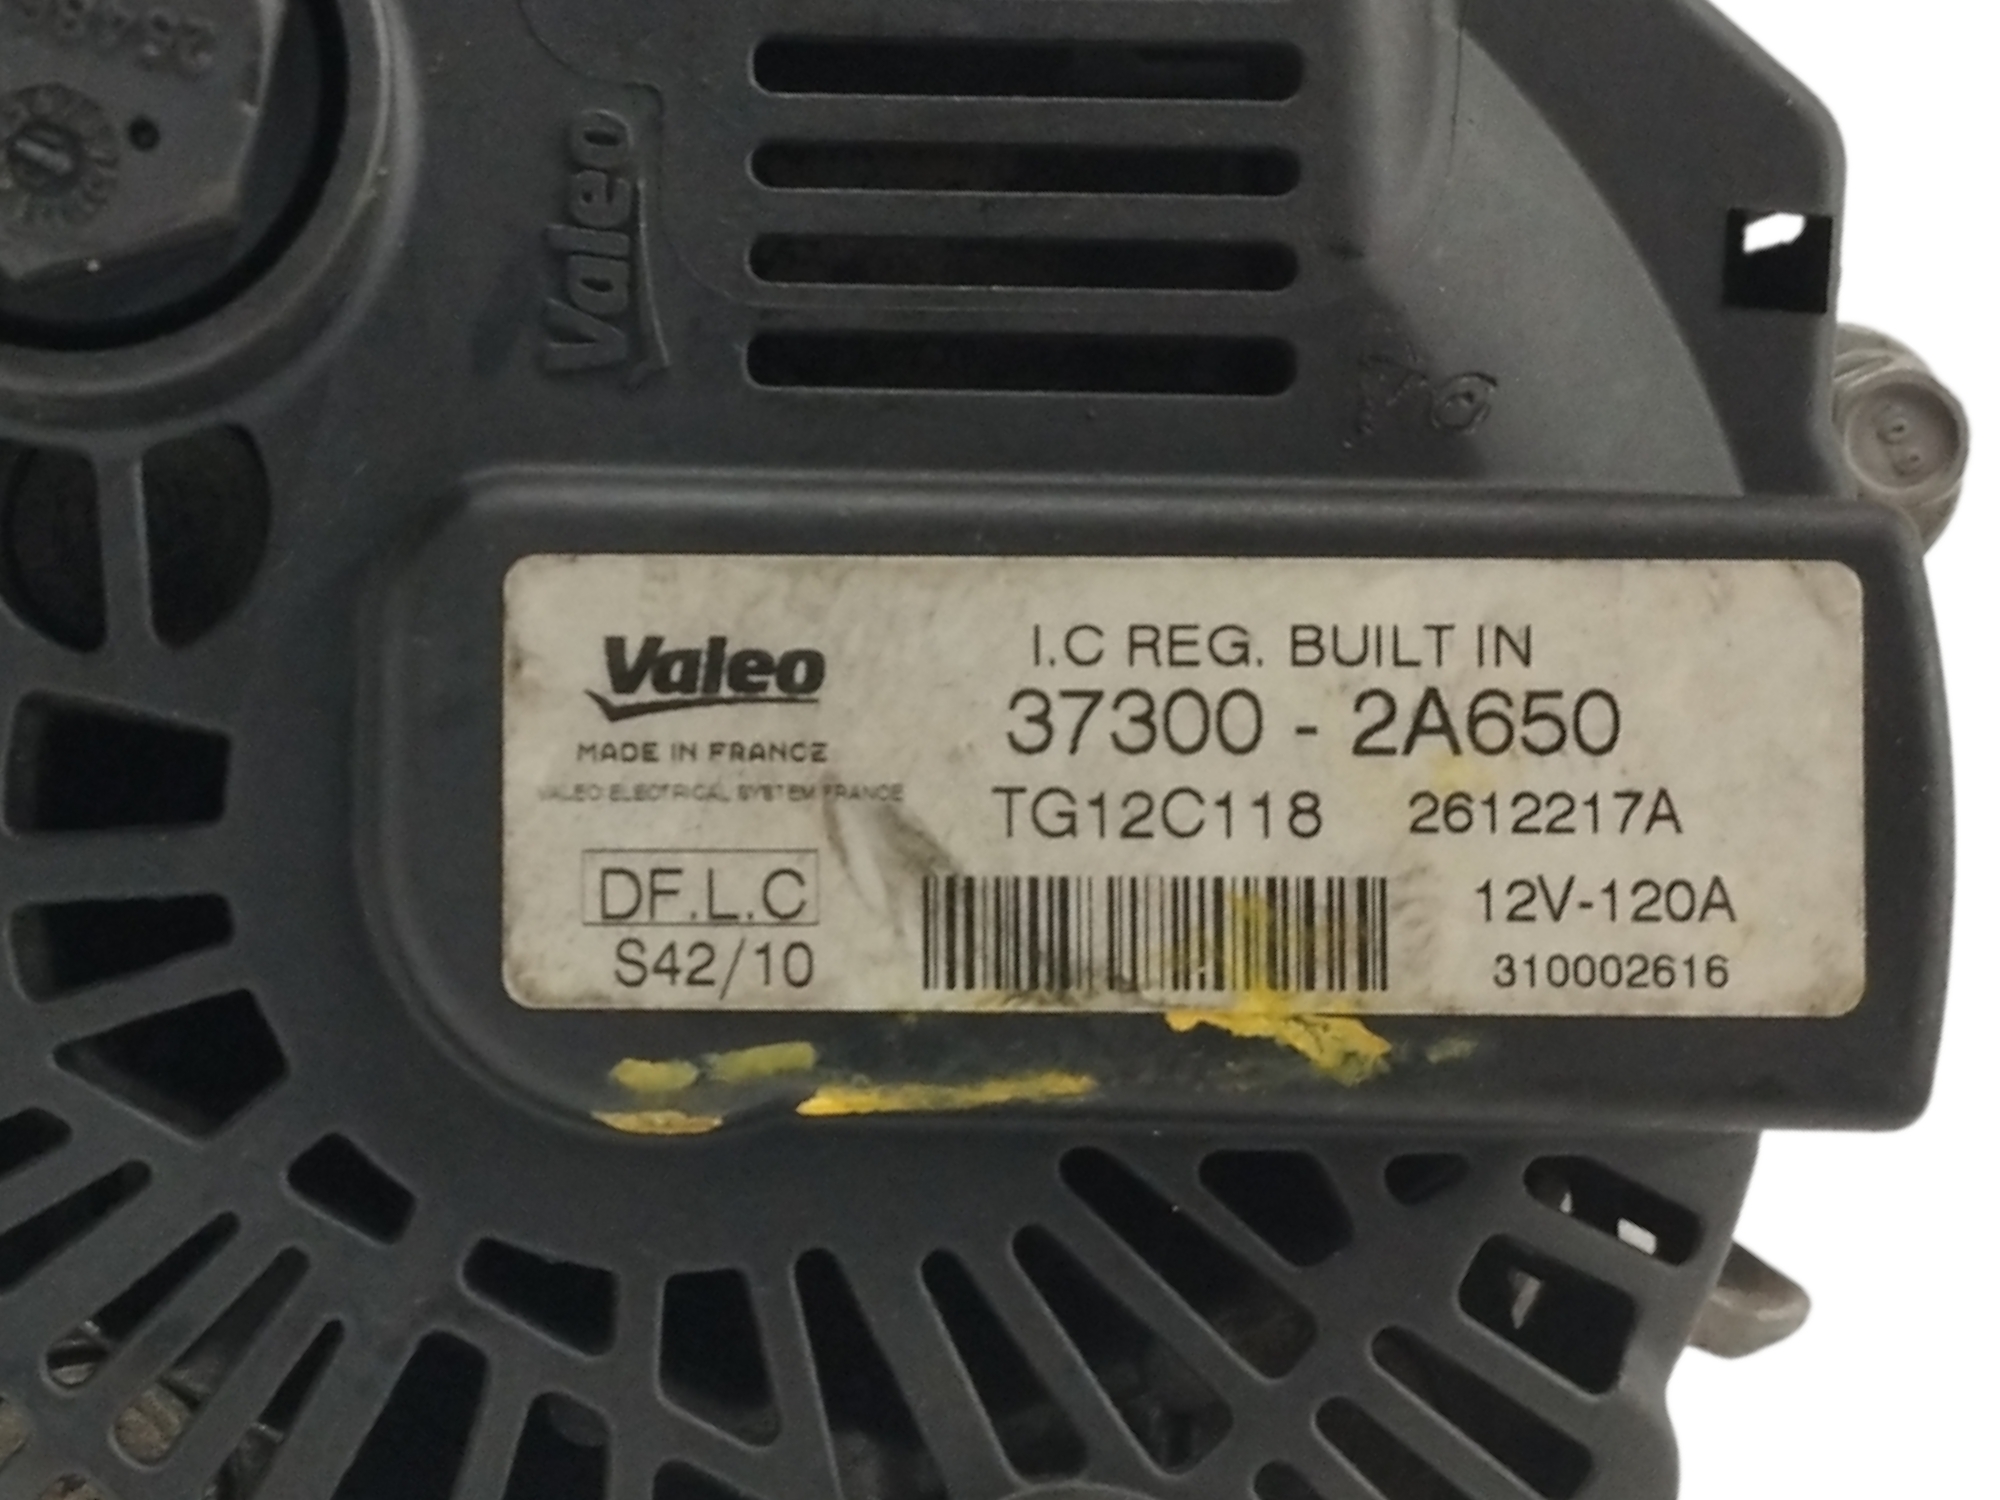 Valeo
Valeo
MADE IN FRANCE
VALEO ELECTRICAL SYSTEM FRANCE
DF.L.C
S42/10
I.C REG. BUILT IN
37300 - 2A650
TG12C118 2612217A
12V-120A
310002616